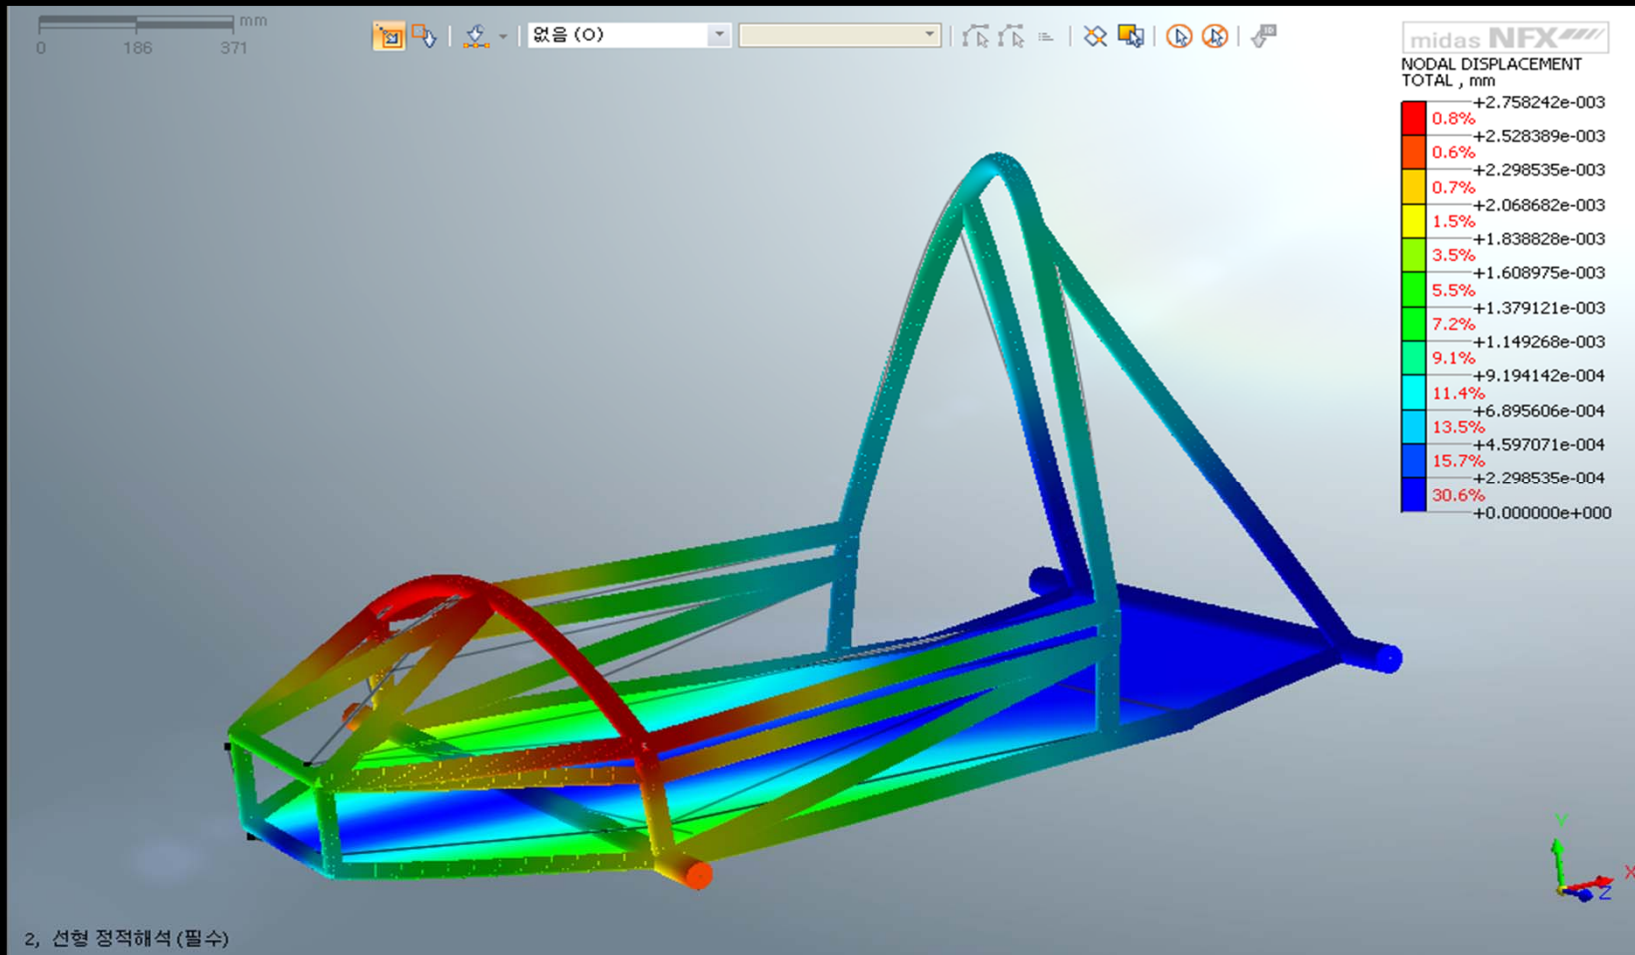 mm
0 186 371
없음 (0)
midas NFX
NODAL DISPLACEMENT
TOTAL , mm
+2.758242e-003
0.8%
+2.528389e-003
0.6%
+2.298535e-003
0.7%
+2.068682e-003
1.5%
+1.838828e-003
3.5%
+1.608975e-003
5.5%
+1.379121e-003
7.2%
+1.149268e-003
9.1%
+9.194142e-004
11.4%
+6.895606e-004
13.5%
+4.597071e-004
15.7%
+2.298535e-004
30.6%
+0.000000e+000
Y
X
Z
2, 선형 정적해석(필수)